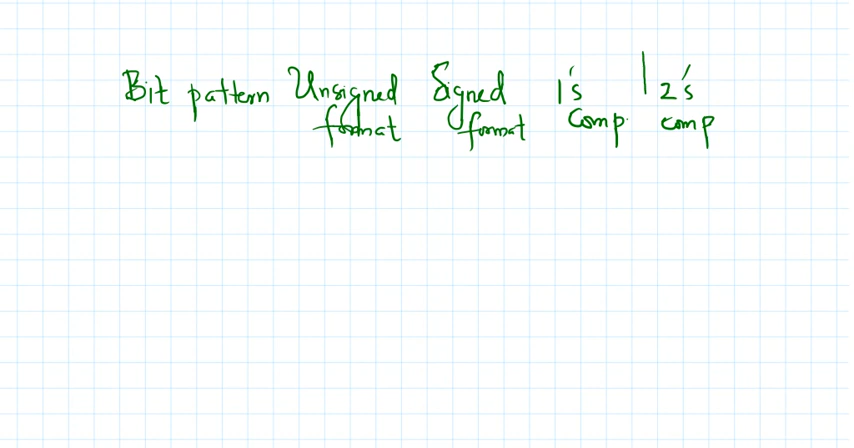 Bit pattern Unsigned Signed 1's | 2's
format format Comp. comp